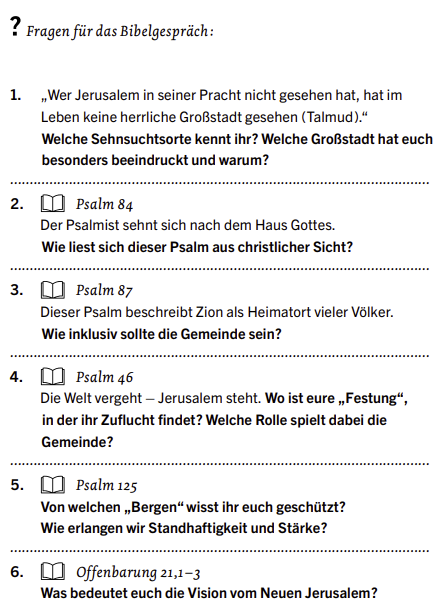 ? Fragen für das Bibelgespräch:
1. „Wer Jerusalem in seiner Pracht nicht gesehen hat, hat im
Leben keine herrliche Großstadt gesehen (Talmud).“
Welche Sehnsuchtsorte kennt ihr? Welche Großstadt hat euch
besonders beeindruckt und warum?
2. Psalm 84
Der Psalmist sehnt sich nach dem Haus Gottes.
Wie liest sich dieser Psalm aus christlicher Sicht?
3. Psalm 87
Dieser Psalm beschreibt Zion als Heimatort vieler Völker.
Wie inklusiv sollte die Gemeinde sein?
4. Psalm 46
Die Welt vergeht – Jerusalem steht. Wo ist eure „Festung“,
in der ihr Zuflucht findet? Welche Rolle spielt dabei die
Gemeinde?
5. Psalm 125
Von welchen „Bergen“ wisst ihr euch geschützt?
Wie erlangen wir Standhaftigkeit und Stärke?
6. Offenbarung 21,1–3
Was bedeutet euch die Vision vom Neuen Jerusalem?